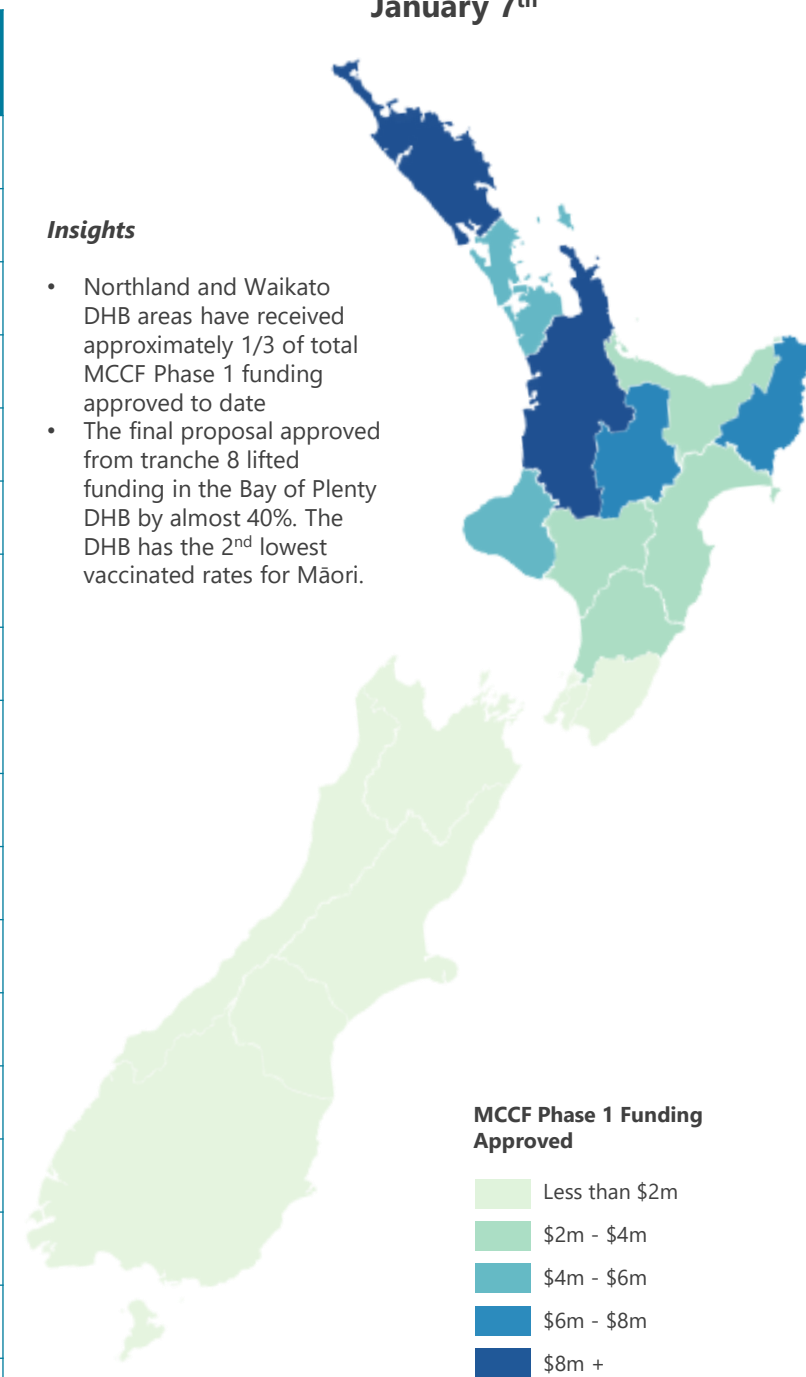 January 7th
Insights
• Northland and Waikato
DHB areas have received
approximately 1/3 of total
MCCF Phase 1 funding
approved to date
• The final proposal approved
from tranche 8 lifted
funding in the Bay of Plenty
DHB by almost 40%. The
DHB has the 2nd lowest
vaccinated rates for Māori.
MCCF Phase 1 Funding
Approved
Less than $2m
$2m - $4m
$4m - $6m
$6m - $8m
$8m +